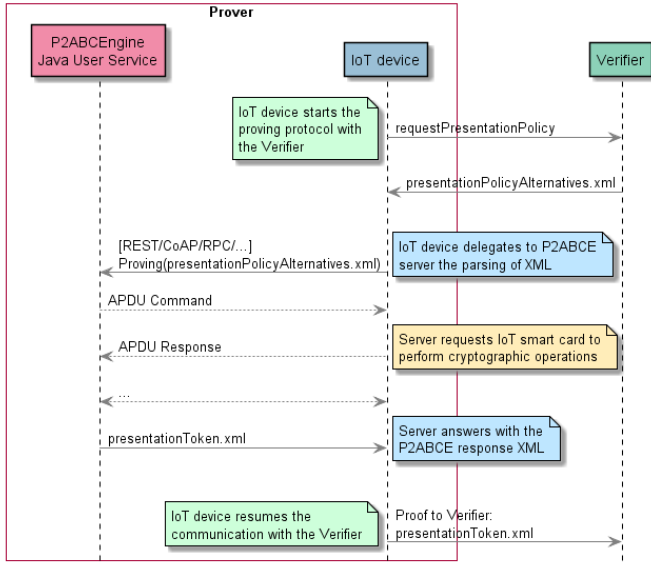 Prover
P2ABCEngine
Java User Service
IoT device
Verifier
IoT device starts the
proving protocol with
the Verifier
requestPresentationPolicy
presentationPolicyAlternatives.xml
[REST/CoAP/RPC/...]
Proving(presentationPolicyAlternatives.xml)
IoT device delegates to P2ABCE
server the parsing of XML
APDU Command
APDU Response
Server requests IoT smart card to
perform cryptographic operations
...
presentationToken.xml
Server answers with the
P2ABCE response XML
IoT device resumes the
communication with the Verifier
Proof to Verifier:
presentationToken.xml